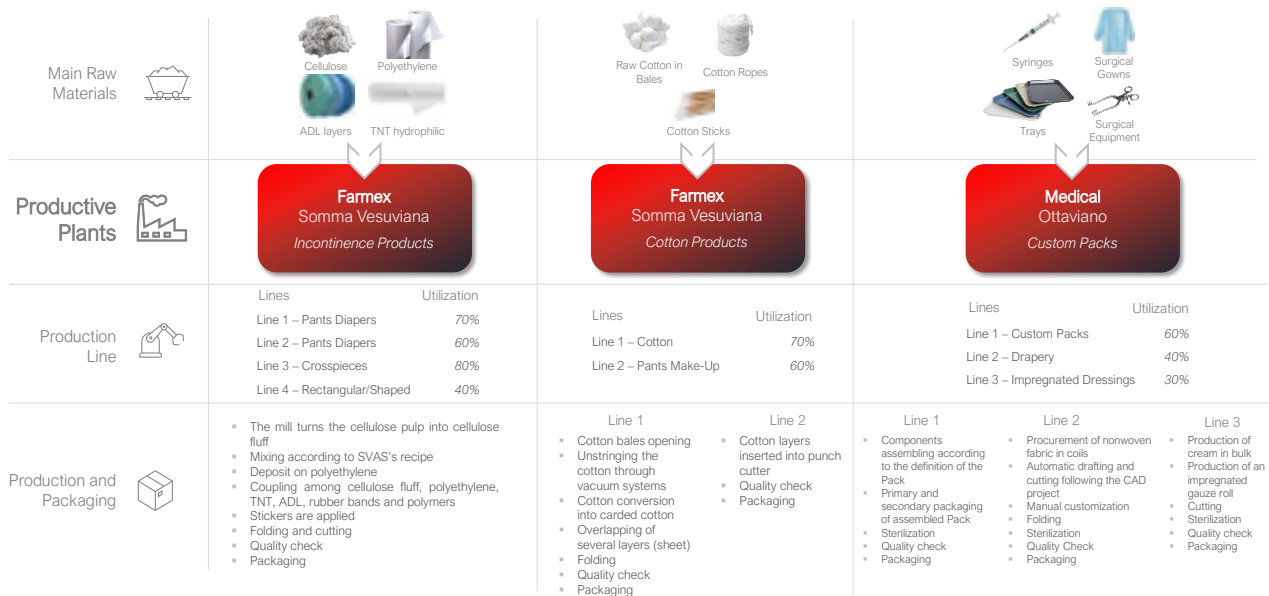 Main Raw
Materials
Cellulose
Polyethylene
ADL layers
TNT hydrophilic
Raw Cotton in
Bales
Cotton Ropes
Cotton Sticks
Syringes
Surgical
Gowns
Trays
Surgical
Equipment
Productive
Plants
Farmex
Somma Vesuviana
Incontinence Products
Farmex
Somma Vesuviana
Cotton Products
Medical
Ottaviano
Custom Packs
Production
Line
Lines Utilization
Line 1 – Pants Diapers 70%
Line 2 – Pants Diapers 60%
Line 3 – Crosspieces 80%
Line 4 – Rectangular/Shaped 40%
Lines Utilization
Line 1 – Cotton 70%
Line 2 – Pants Make-Up 60%
Lines Utilization
Line 1 – Custom Packs 60%
Line 2 – Drapery 40%
Line 3 – Impregnated Dressings 30%
Production and
Packaging
▪ The mill turns the cellulose pulp into cellulose
fluff
▪ Mixing according to SVAS's recipe
▪ Deposit on polyethylene
▪ Coupling among cellulose fluff, polyethylene,
TNT, ADL, rubber bands and polymers
▪ Stickers are applied
▪ Folding and cutting
▪ Quality check
▪ Packaging
Line 1
▪ Cotton bales opening
▪ Unstringing the
cotton through
vacuum systems
▪ Cotton conversion
into carded cotton
▪ Overlapping of
several layers (sheet)
▪ Folding
▪ Quality check
▪ Packaging
Line 2
▪ Cotton layers
inserted into punch
cutter
▪ Quality check
▪ Packaging
Line 1
▪ Components
assembling according
to the definition of the
Pack
▪ Primary and
secondary packaging
of assembled Pack
▪ Sterilization
▪ Quality check
▪ Packaging
Line 2
▪ Procurement of nonwoven
fabric in coils
▪ Automatic drafting and
cutting following the CAD
project
▪ Manual customization
▪ Folding
▪ Sterilization
▪ Quality Check
▪ Packaging
Line 3
▪ Production of
cream in bulk
▪ Production of an
impregnated
gauze roll
▪ Cutting
▪ Sterilization
▪ Quality check
▪ Packaging